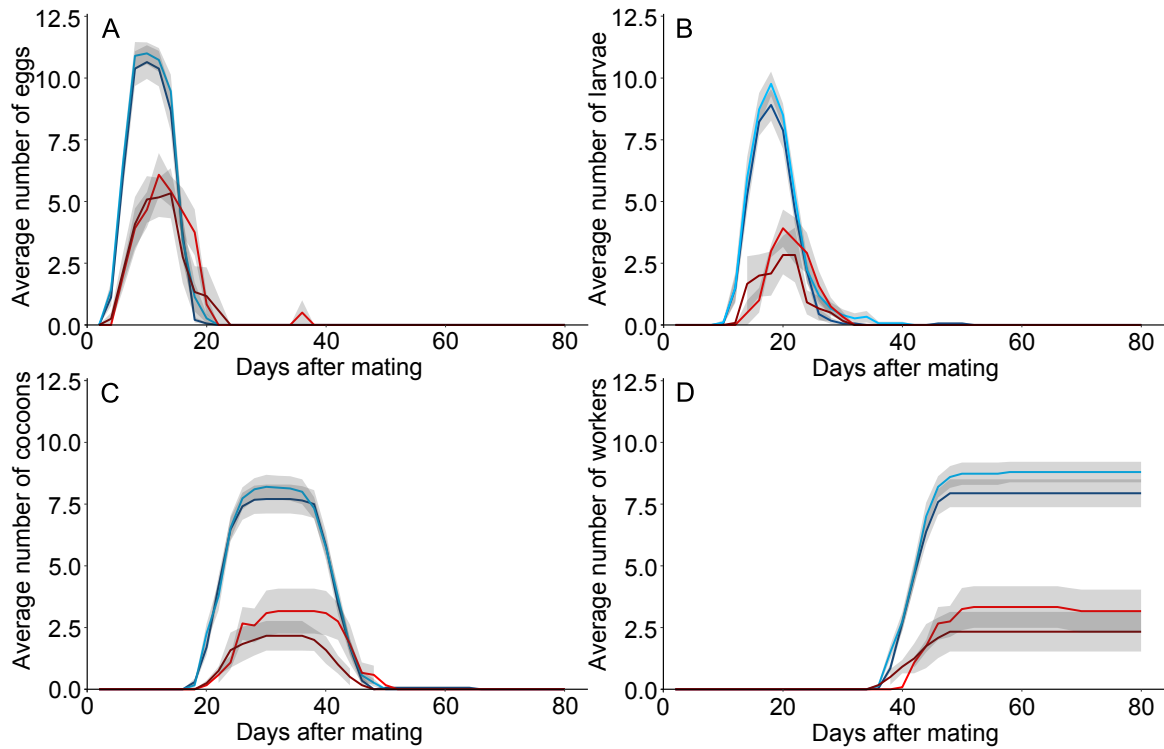 A
Average number of eggs
12.5
10.0
7.5
5.0
2.5
0.0
0 20 40 60 80
Days after mating
B
Average number of larvae
12.5
10.0
7.5
5.0
2.5
0.0
0 20 40 60 80
Days after mating
C
Average number of cocoons
12.5
10.0
7.5
5.0
2.5
0.0
0 20 40 60 80
Days after mating
D
Average number of workers
12.5
10.0
7.5
5.0
2.5
0.0
0 20 40 60 80
Days after mating